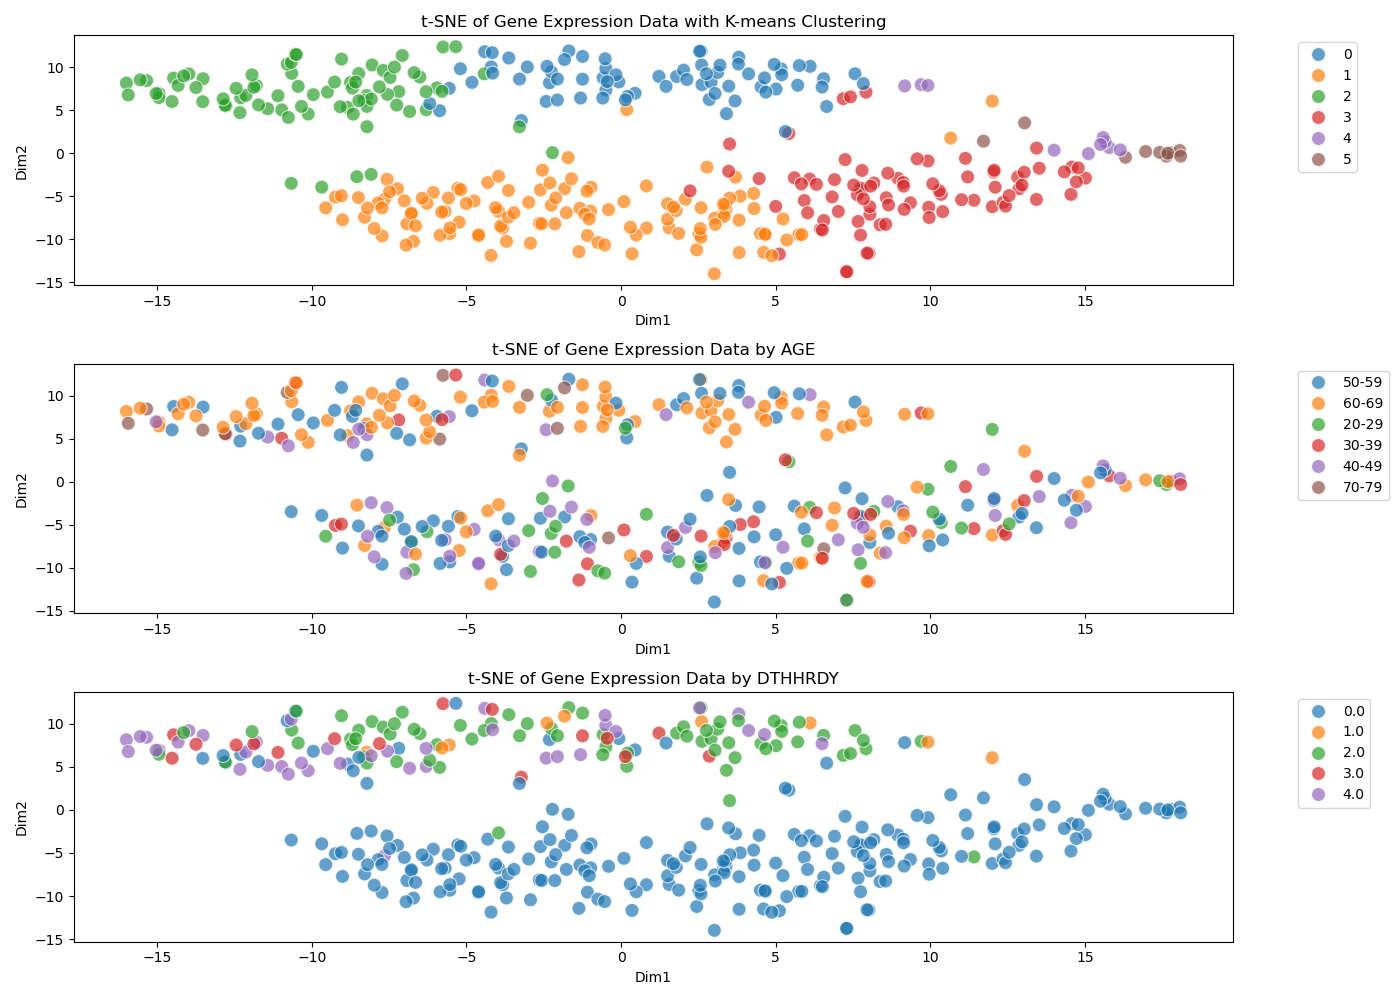 t-SNE of Gene Expression Data with K-means Clustering
10
5
0
−5
−10
−15
Dim2
−15 −10 −5 0 5 10 15
Dim1
0
1
2
3
4
5
t-SNE of Gene Expression Data by AGE
10
5
0
−5
−10
−15
Dim2
−15 −10 −5 0 5 10 15
Dim1
50-59
60-69
20-29
30-39
40-49
70-79
t-SNE of Gene Expression Data by DTHHRDY
10
5
0
−5
−10
−15
Dim2
−15 −10 −5 0 5 10 15
Dim1
0.0
1.0
2.0
3.0
4.0